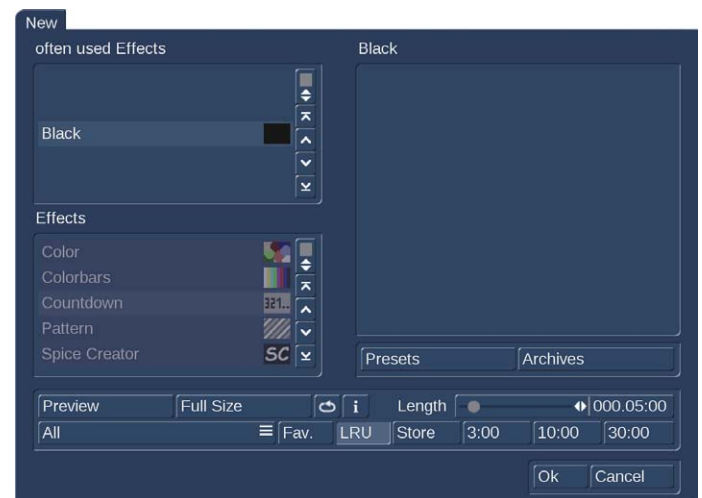 New
often used Effects
Black
Black
Effects
Color
Colorbars
Countdown
321..
Pattern
Spice Creator
SC
Presets
Archives
Preview
Full Size
i
Length
000.05:00
All
Fav.
LRU
Store
3:00
10:00
30:00
Ok
Cancel